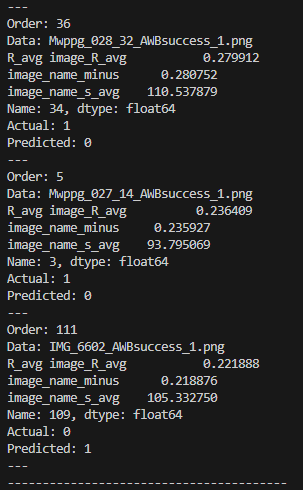 ---
Order: 36
Data: Mwppg_028_32_AWBsuccess_1.png
R_avg image_R_avg           0.279912
image_name_minus      0.280752
image_name_s_avg    110.537879
Name: 34, dtype: float64
Actual: 1
Predicted: 0
---
Order: 5
Data: Mwppg_027_14_AWBsuccess_1.png
R_avg image_R_avg          0.236409
image_name_minus     0.235927
image_name_s_avg    93.795069
Name: 3, dtype: float64
Actual: 1
Predicted: 0
---
Order: 111
Data: IMG_6602_AWBsuccess_1.png
R_avg image_R_avg           0.221888
image_name_minus      0.218876
image_name_s_avg    105.332750
Name: 109, dtype: float64
Actual: 0
Predicted: 1
---
----------------------------------------